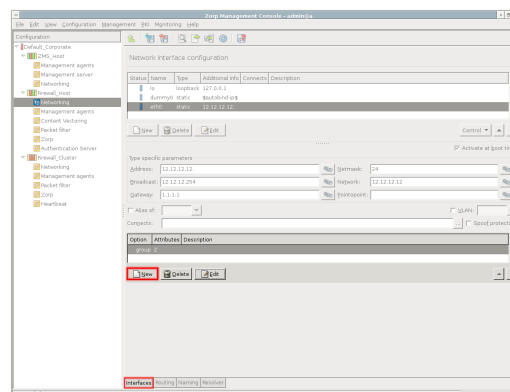 Zorp Management Console - admin@a
File Edit View Configuration Management PKI Monitoring Help
Configuration
Default_Corporate
ZMS_Host
Management agents
Management server
Networking
Firewall_Host
Networking
Management agents
Content Vectoring
Packet filter
Zorp
Authentication Server
Firewall_Cluster
Networking
Management agents
Packet filter
Zorp
Heartbeat
Network interface configuration
Status Name Type Additional info Connects Description
lo loopback 127.0.0.1
dummy0 static $autobind-ip$
eth0 static 12.12.12.12.
New Delete Edit Control
Activate at boot tim
Type specific parameters
Address: 12.12.12.12. Netmask: 24
Broadcast: 12.12.12.254 Network: 12.12.12.12
Gateway: 1.1.1.1 Pointopoint:
Alias of: VLAN:
Connects: ... Spoof protecti
Option Attributes Description
group 2
New Delete Edit
Interfaces Routing Naming Resolver